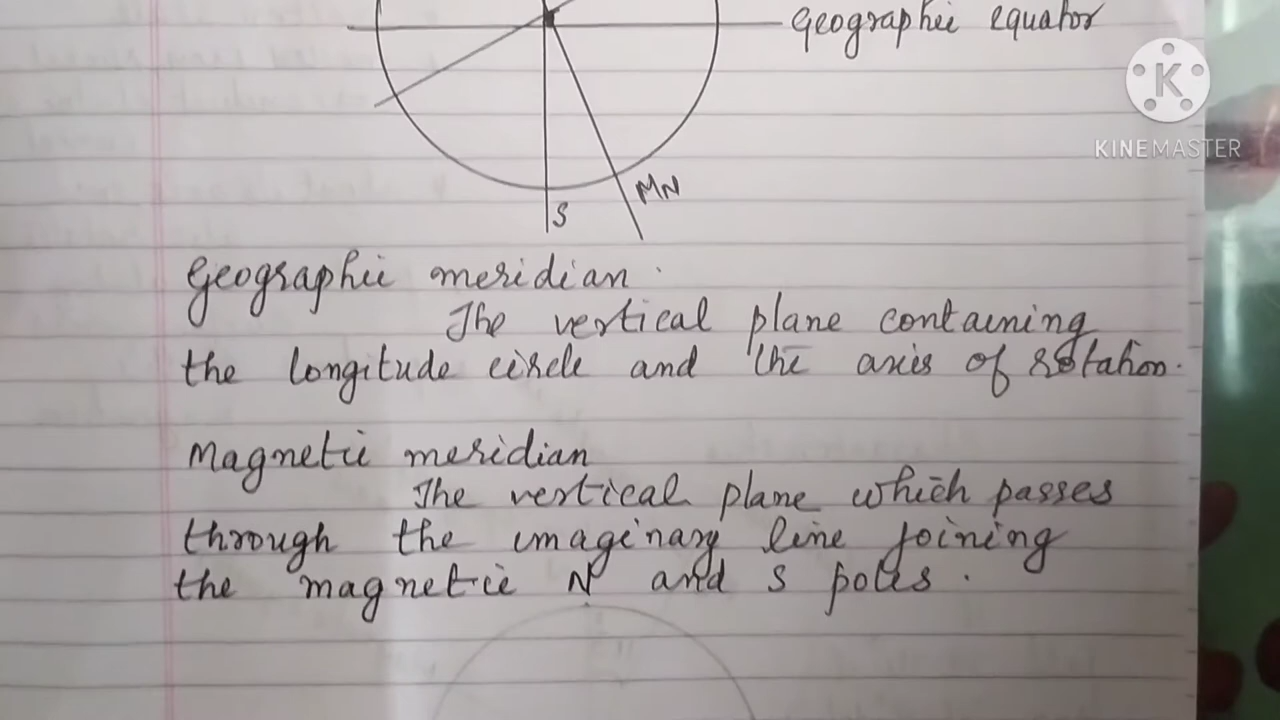 Geographic equator
K
KINEMASTER
MN
S
Geographic meridian.
The vertical plane containing
the longitude circle and the axis of rotation.
Magnetic meridian
The vertical plane which passes
through the imaginary line joining
the magnetic N and S poles.